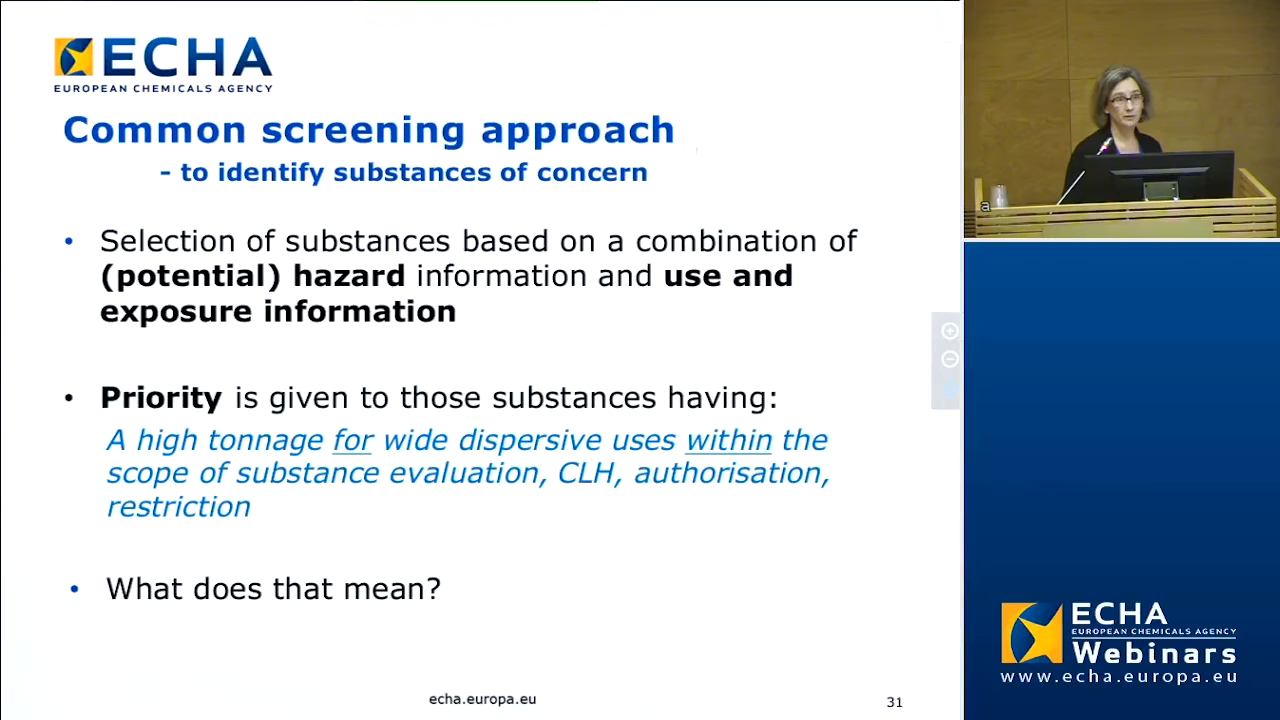 ECHA
EUROPEAN CHEMICALS AGENCY
Common screening approach
- to identify substances of concern
• Selection of substances based on a combination of
(potential) hazard information and use and
exposure information
• Priority is given to those substances having:
A high tonnage for wide dispersive uses within the
scope of substance evaluation, CLH, authorisation,
restriction
• What does that mean?
echa.europa.eu
31
a
ECHA
EUROPEAN CHEMICALS AGENCY
Webinars
www.echa.europa.eu